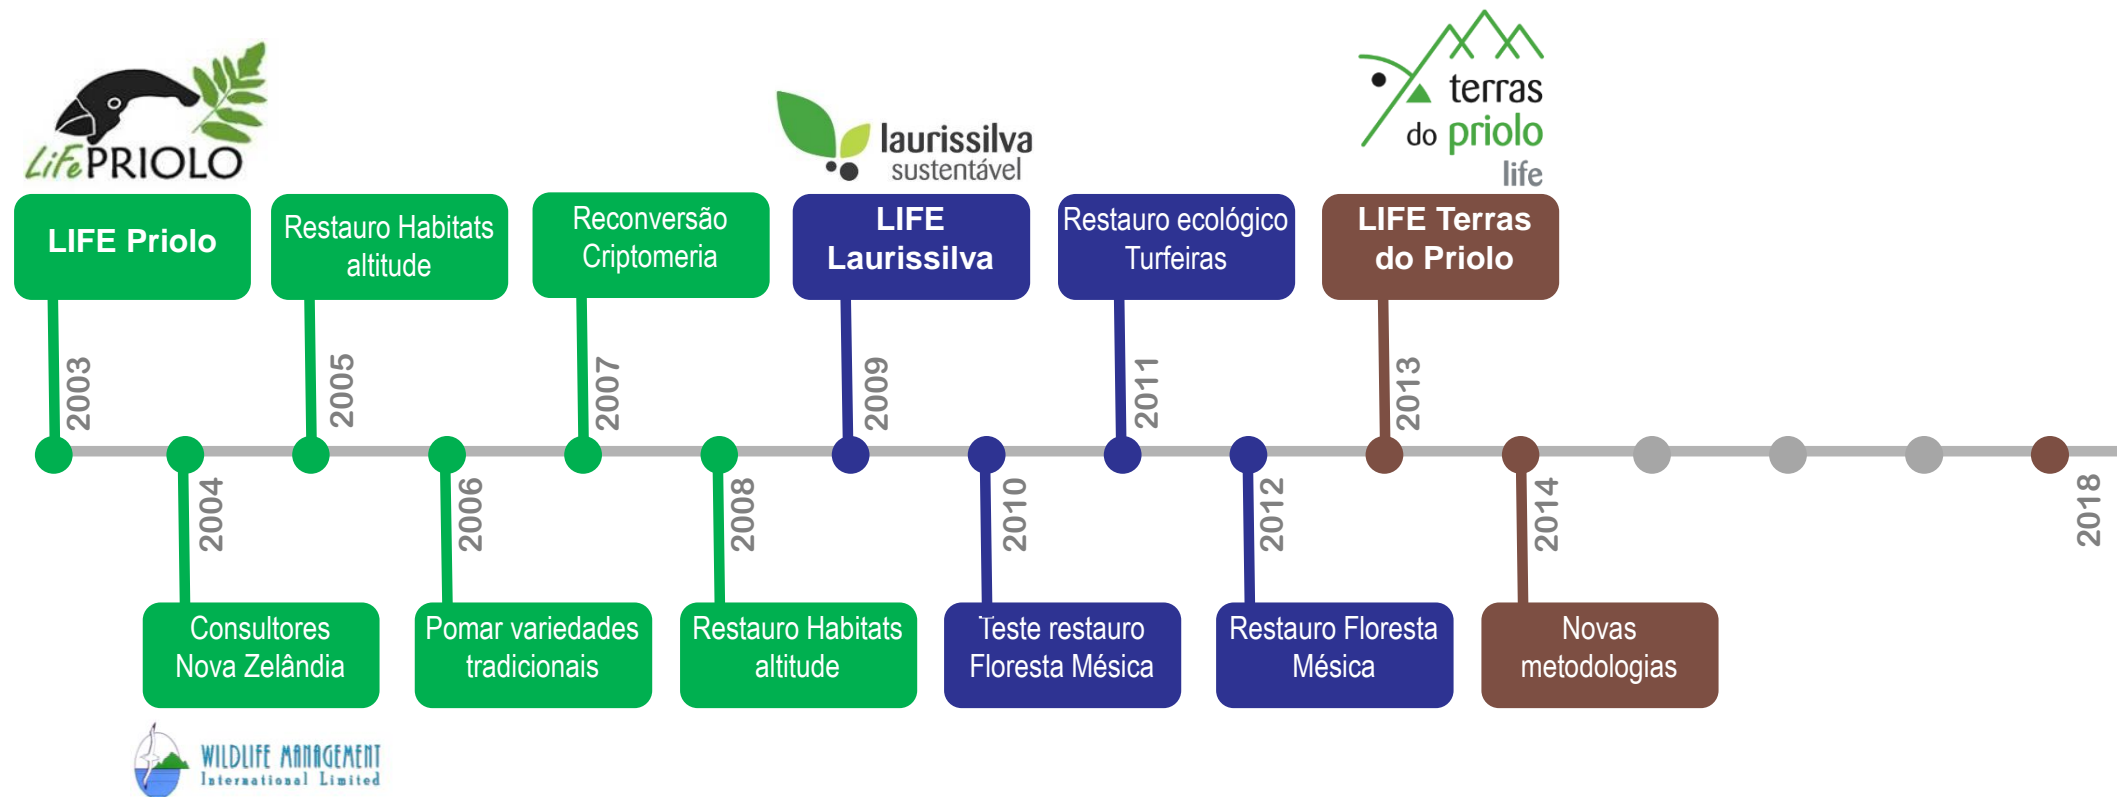 LiFePRIOLO
laurissilva
sustentável
terras
do priolo
life
LIFE Priolo
Restauro Habitats
altitude
Reconversão
Criptomeria
LIFE
Laurissilva
Restauro ecológico
Turfeiras
LIFE Terras
do Priolo
2003
2005
2007
2009
2011
2013
2004
2006
2008
2010
2012
2014
2018
Consultores
Nova Zelândia
Pomar variedades
tradicionais
Restauro Habitats
altitude
Teste restauro
Floresta Mésica
Restauro Floresta
Mésica
Novas
metodologias
WILDLIFE MANAGEMENT
International Limited